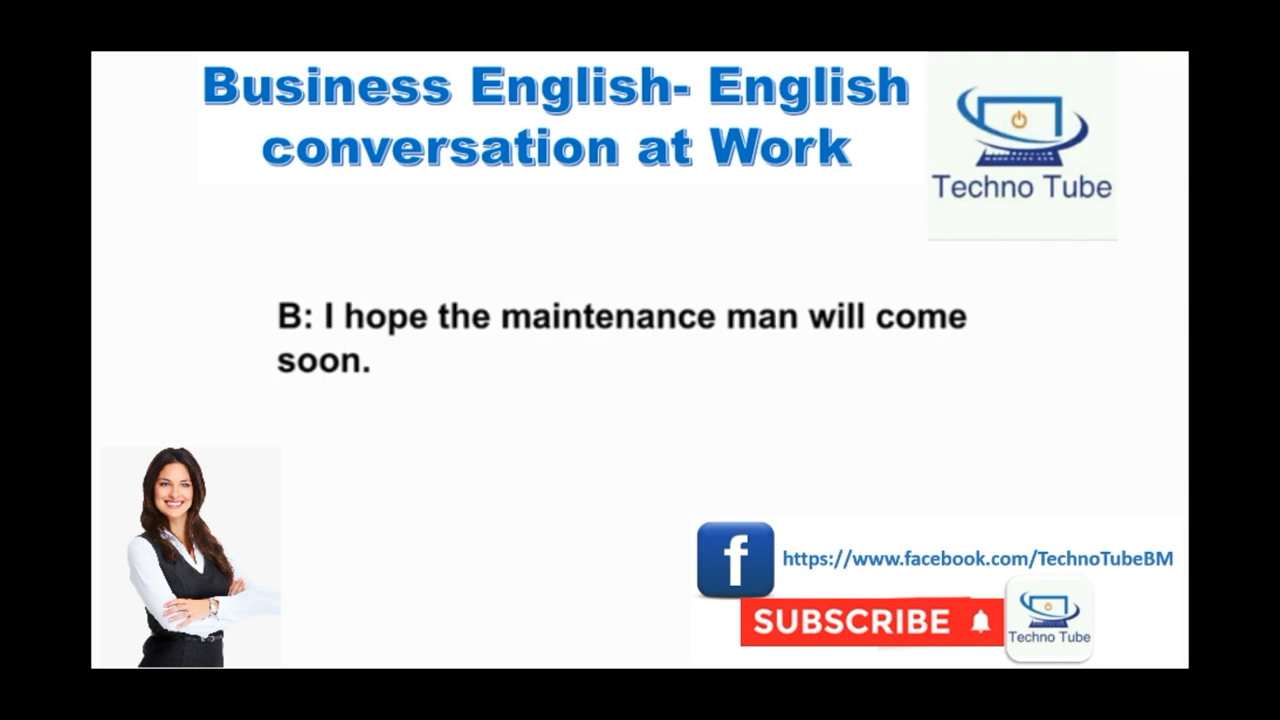 Business English- English
conversation at Work
Techno Tube
B: I hope the maintenance man will come
soon.
f
https://www.facebook.com/TechnoTubeBM
SUBSCRIBE
Techno Tube